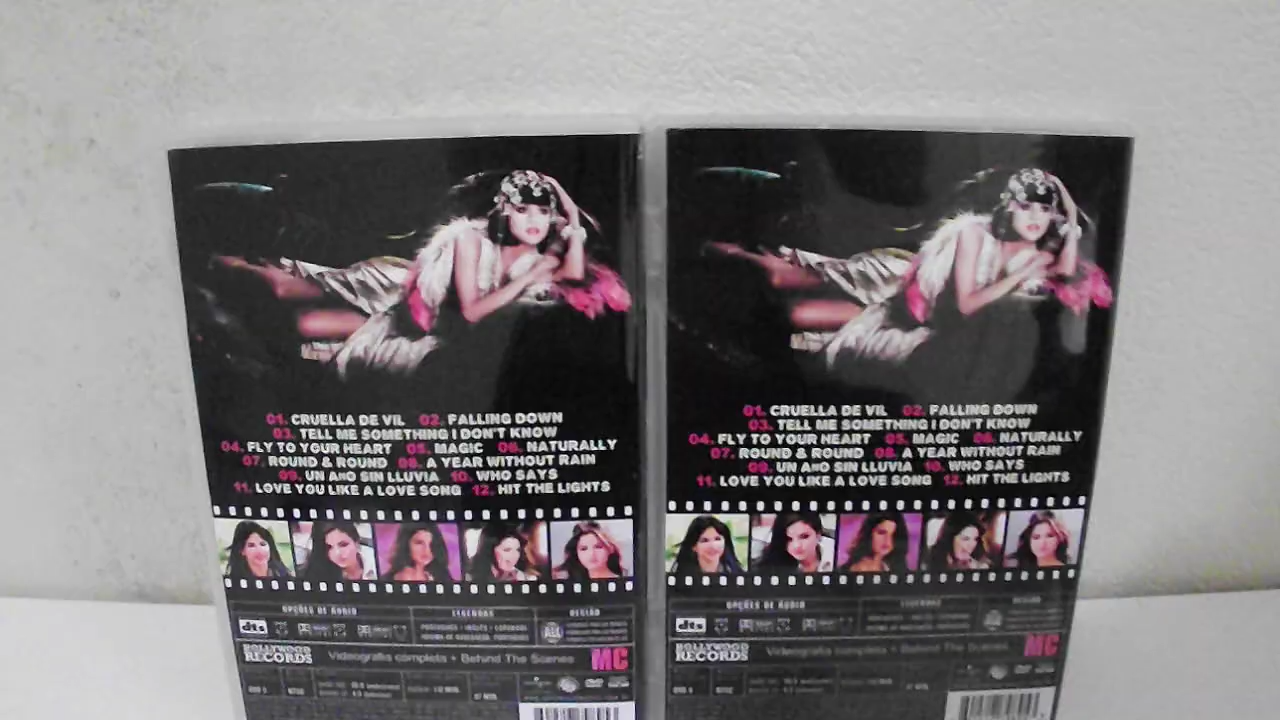 01. CRUELLA DE VIL 02. FALLING DOWN
03. TELL ME SOMETHING I DON'T KNOW
04. FLY TO YOUR HEART 05. MAGIC 06. NATURALLY
07. ROUND & ROUND 08. A YEAR WITHOUT RAIN
09. UN AñO SIN LLUVIA 10. WHO SAYS
11. LOVE YOU LIKE A LOVE SONG 12. HIT THE LIGHTS
OPÇÕES DE ÁUDIO LEGENDAS REGIÃO
dts
PORTUGUÊS / INGLÊS / ESPANHOL
ALL
HOLLYWOOD RECORDS Videografia completa + Behind The Scenes MC
01. CRUELLA DE VIL 02. FALLING DOWN
03. TELL ME SOMETHING I DON'T KNOW
04. FLY TO YOUR HEART 05. MAGIC 06. NATURALLY
07. ROUND & ROUND 08. A YEAR WITHOUT RAIN
09. UN AñO SIN LLUVIA 10. WHO SAYS
11. LOVE YOU LIKE A LOVE SONG 12. HIT THE LIGHTS
OPÇÕES DE ÁUDIO LEGENDAS REGIÃO
dts
HOLLYWOOD RECORDS Videografia completa + Behind The Scenes MC